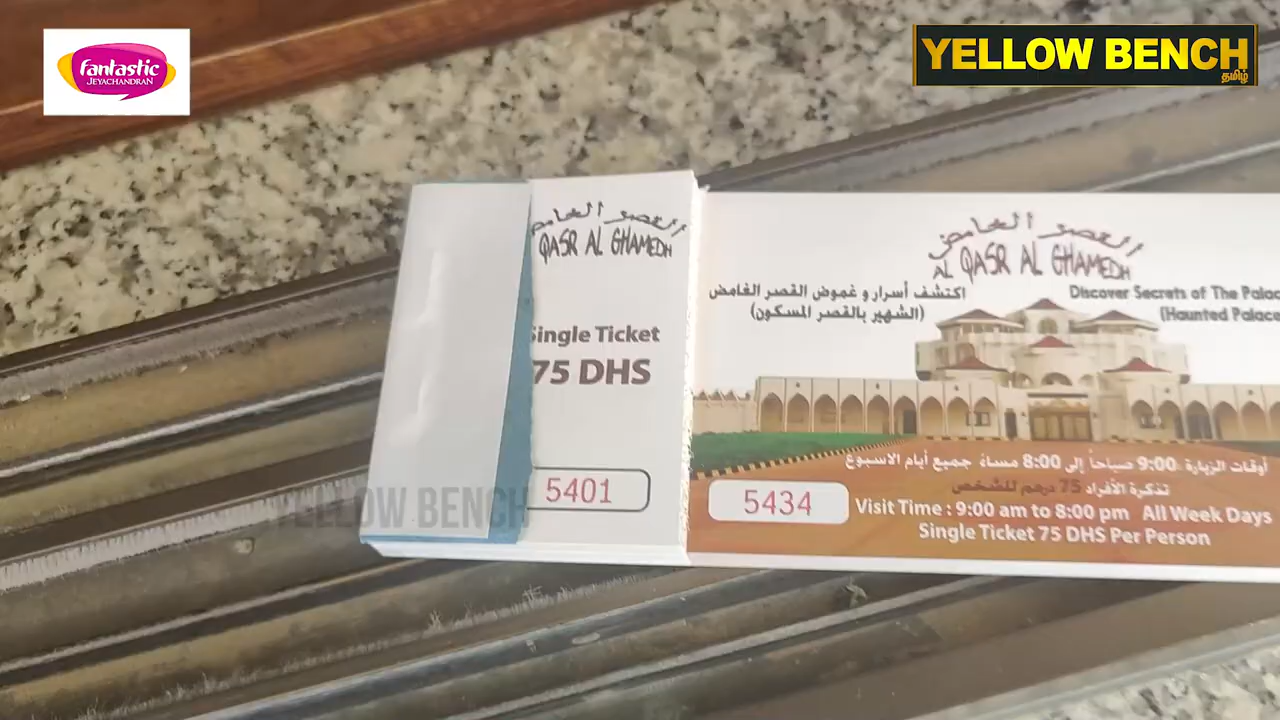 fantastic
JEYACHANDRAN
YELLOW BENCH
தமிழ்
القصر الغامض
QASR AL GHAMEDH
Single Ticket
75 DHS
5401
YELLOW BENCH
القصر الغامض
AL QASR AL GHAMEDH
اكتشف أسرار و غموض القصر الغامض
(الشهير بالقصر المسكون)
Discover Secrets of The Palac
(Haunted Palace
أوقات الزيارة 9:00 صباحاً إلى 8:00 مساءً جميع أيام الاسبوع
تذكرة الأفراد 75 درهم للشخص
5434
Visit Time : 9:00 am to 8:00 pm All Week Days
Single Ticket 75 DHS Per Person